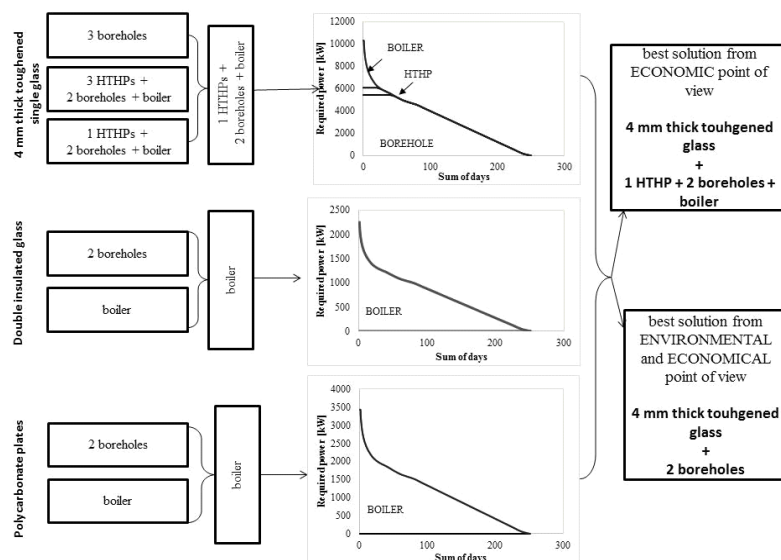 4 mm thick toughened
single glass
3 boreholes
3 HTHPs +
2 boreholes + boiler
1 HTHPs +
2 boreholes + boiler
1 HTHPs +
2 boreholes + boiler
Required power [kW]
12000
10000
8000
6000
4000
2000
0
BOILER
HTHP
BOREHOLE
0
100
200
300
Sum of days
best solution from
ECONOMIC point of
view
4 mm thick touhgened
glass
+
1 HTHP + 2 boreholes +
boiler
Double insulated glass
2 boreholes
boiler
boiler
Required power [kW]
2500
2000
1500
1000
500
0
BOILER
0
100
200
300
Sum of days
best solution from
ENVIRONMENTAL
and ECONOMICAL
point of view
4 mm thick touhgened
glass
+
2 boreholes
Polycarbonate plates
2 boreholes
boiler
boiler
Required power [kW]
4000
3500
3000
2500
2000
1500
1000
500
0
BOILER
0
100
200
300
Sum of days